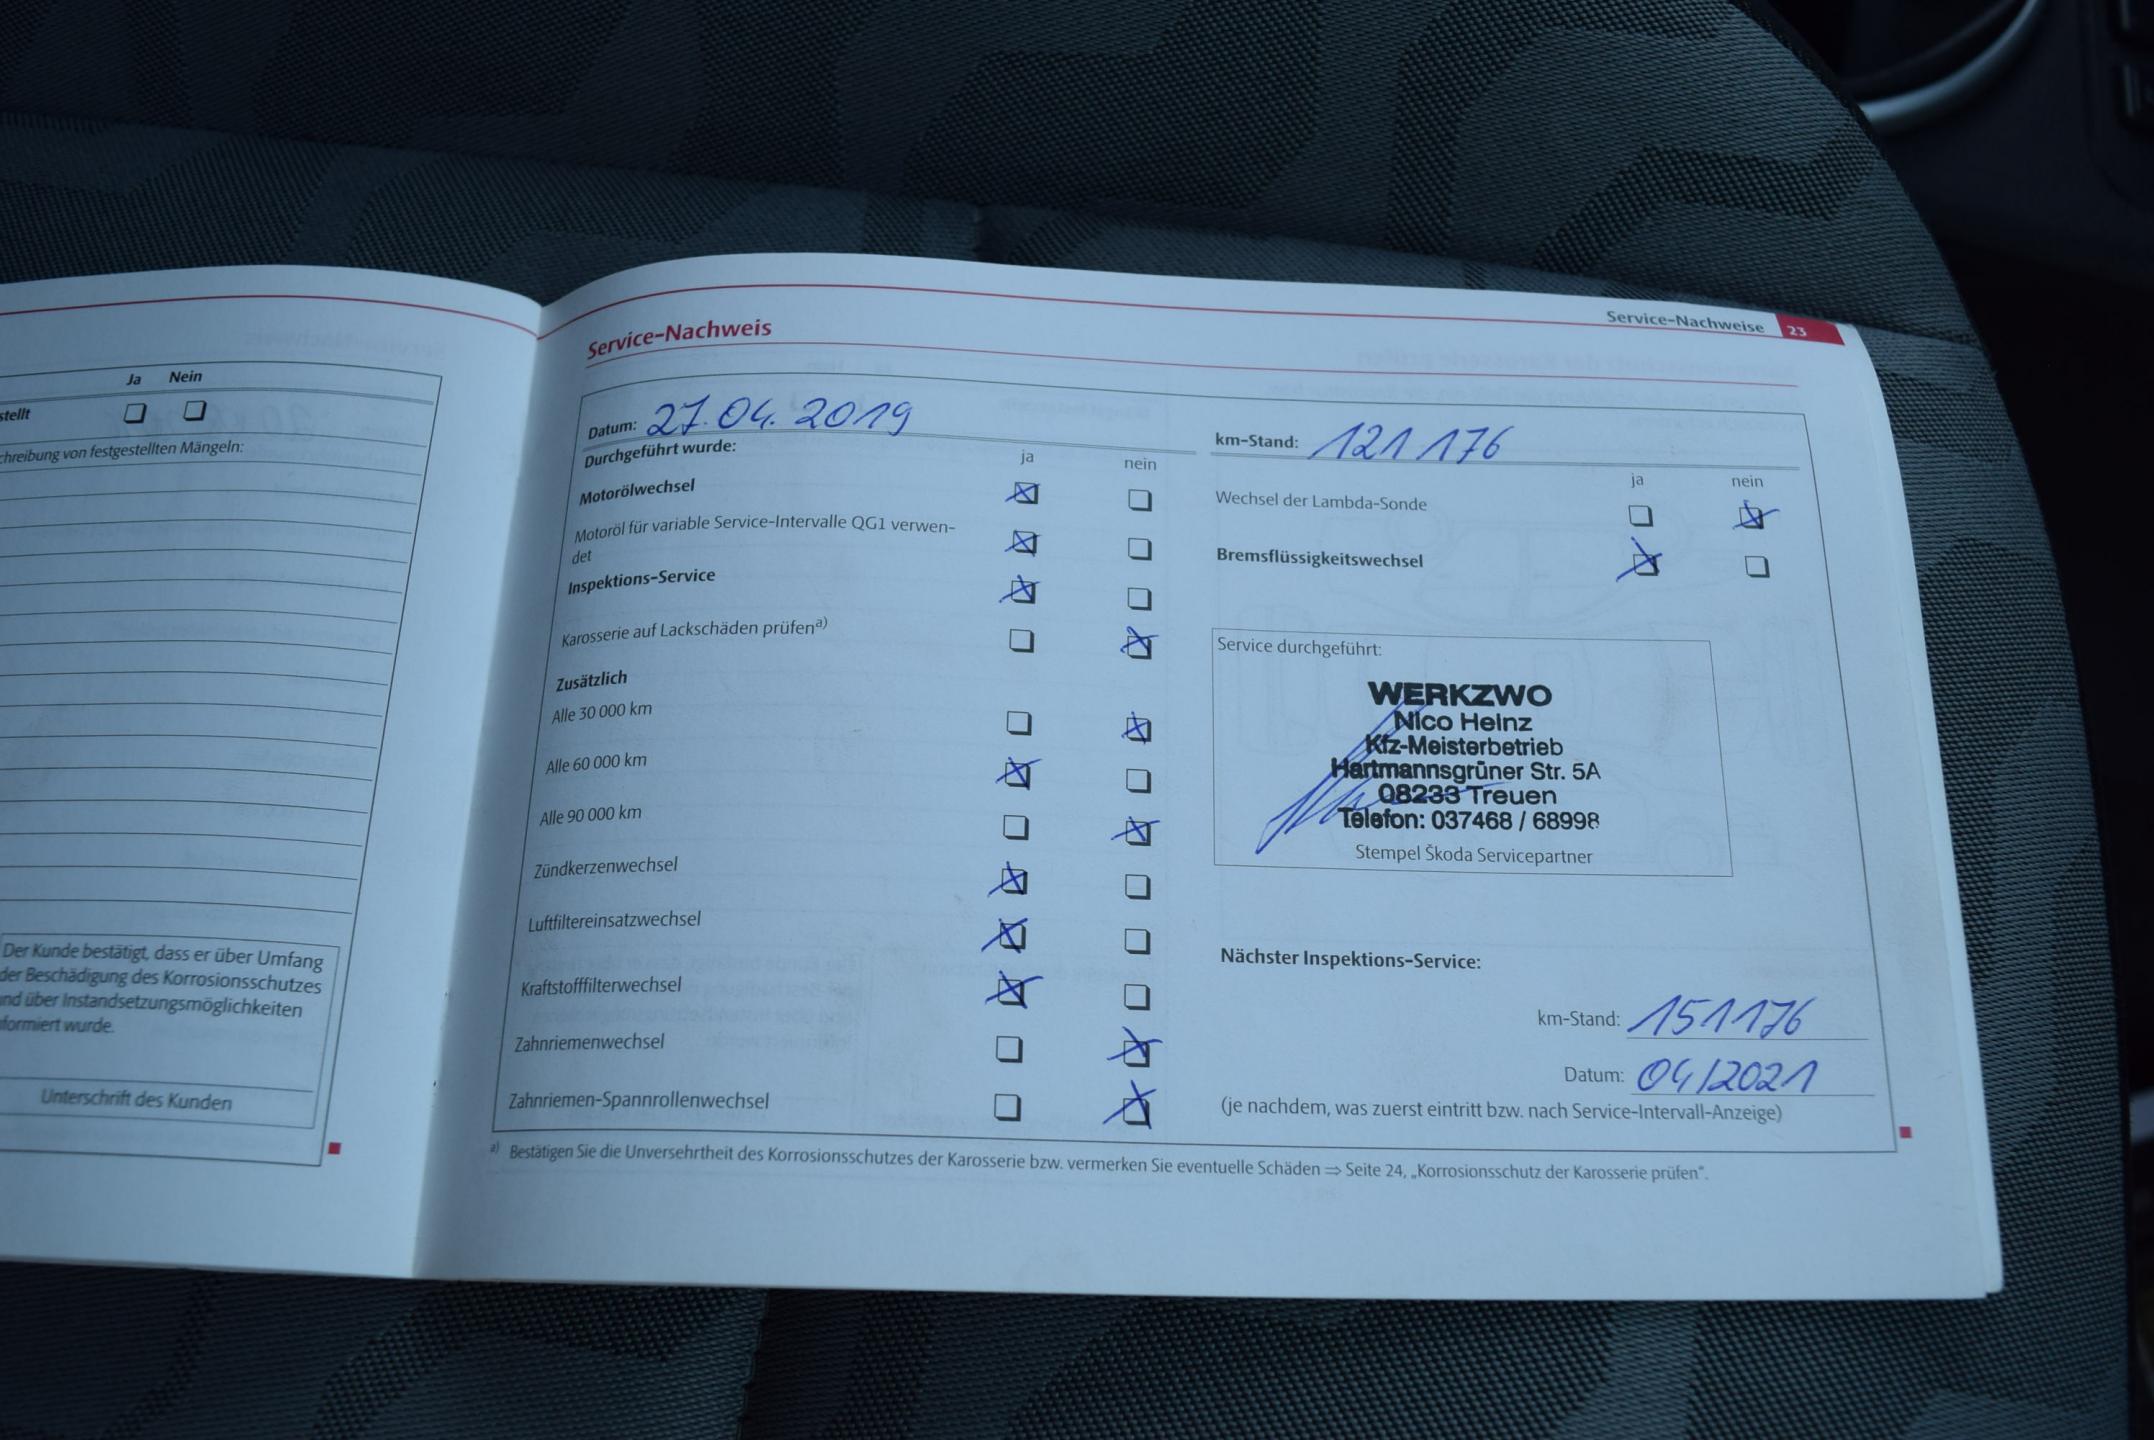 Ja Nein
stellt
chreibung von festgestellten Mängeln:
Der Kunde bestätigt, dass er über Umfang
der Beschädigung des Korrosionsschutzes
nd über Instandsetzungsmöglichkeiten
formiert wurde.
Unterschrift des Kunden
Service-Nachweise 23
Service-Nachweis
Datum: 27.04.2019
Durchgeführt wurde:
ja nein
Motorölwechsel
Motoröl für variable Service-Intervalle QG1 verwen-
det
Inspektions-Service
Karosserie auf Lackschäden prüfen a)
Zusätzlich
Alle 30 000 km
Alle 60 000 km
Alle 90 000 km
Zündkerzenwechsel
Luftfiltereinsatzwechsel
Kraftstofffilterwechsel
Zahnriemenwechsel
Zahnriemen-Spannrollenwechsel
km-Stand: 121 176
ja nein
Wechsel der Lambda-Sonde
Bremsflüssigkeitswechsel
Service durchgeführt:
WERKZWO
Nico Heinz
Kfz-Meisterbetrieb
Hartmannsgrüner Str. 5A
08233 Treuen
Telefon: 037468 / 68998
Stempel Škoda Servicepartner
Nächster Inspektions-Service:
km-Stand: 151176
Datum: 04/2021
(je nachdem, was zuerst eintritt bzw. nach Service-Intervall-Anzeige)
a) Bestätigen Sie die Unversehrtheit des Korrosionsschutzes der Karosserie bzw. vermerken Sie eventuelle Schäden ⇒ Seite 24, „Korrosionsschutz der Karosserie prüfen“.